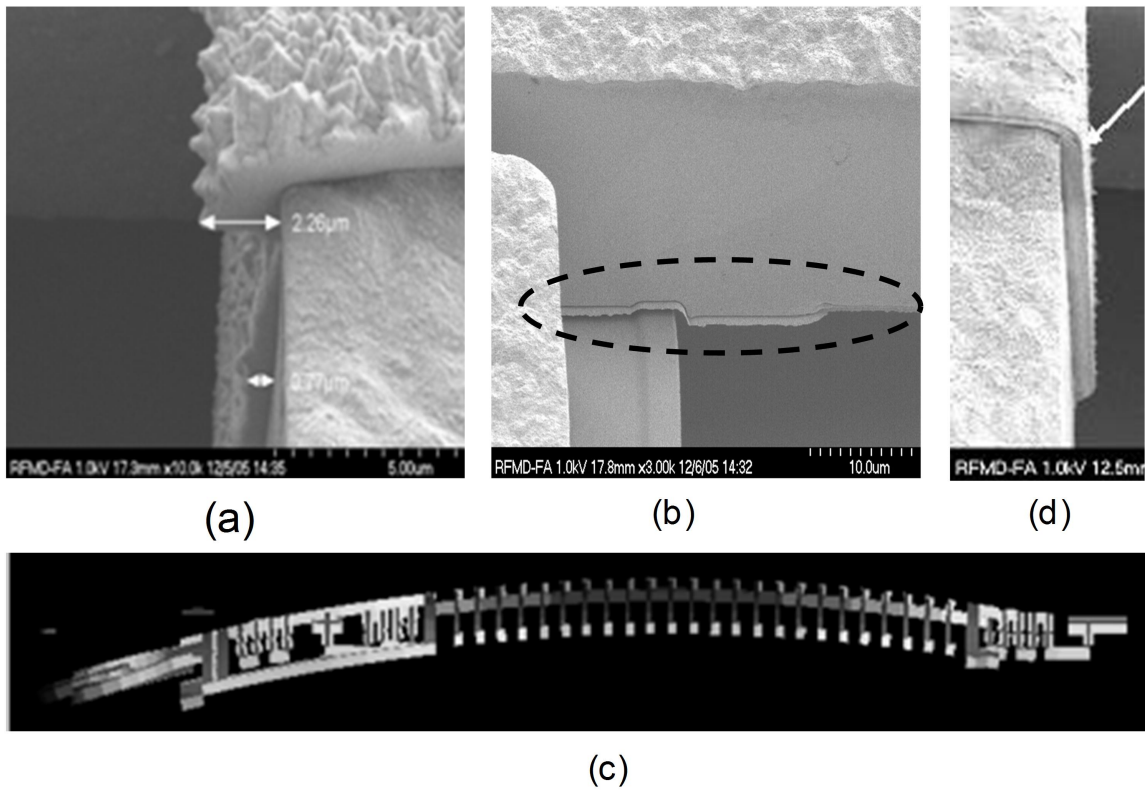 2.26µm
0.77µm
RFMD-FA 1.0kV 17.3mm x10.0k 12/5/05 14:35 5.00um
(a)
RFMD-FA 1.0kV 17.8mm x3.00k 12/6/05 14:32 10.0um
(b)
RFMD-FA 1.0kV 12.5m
(d)
(c)